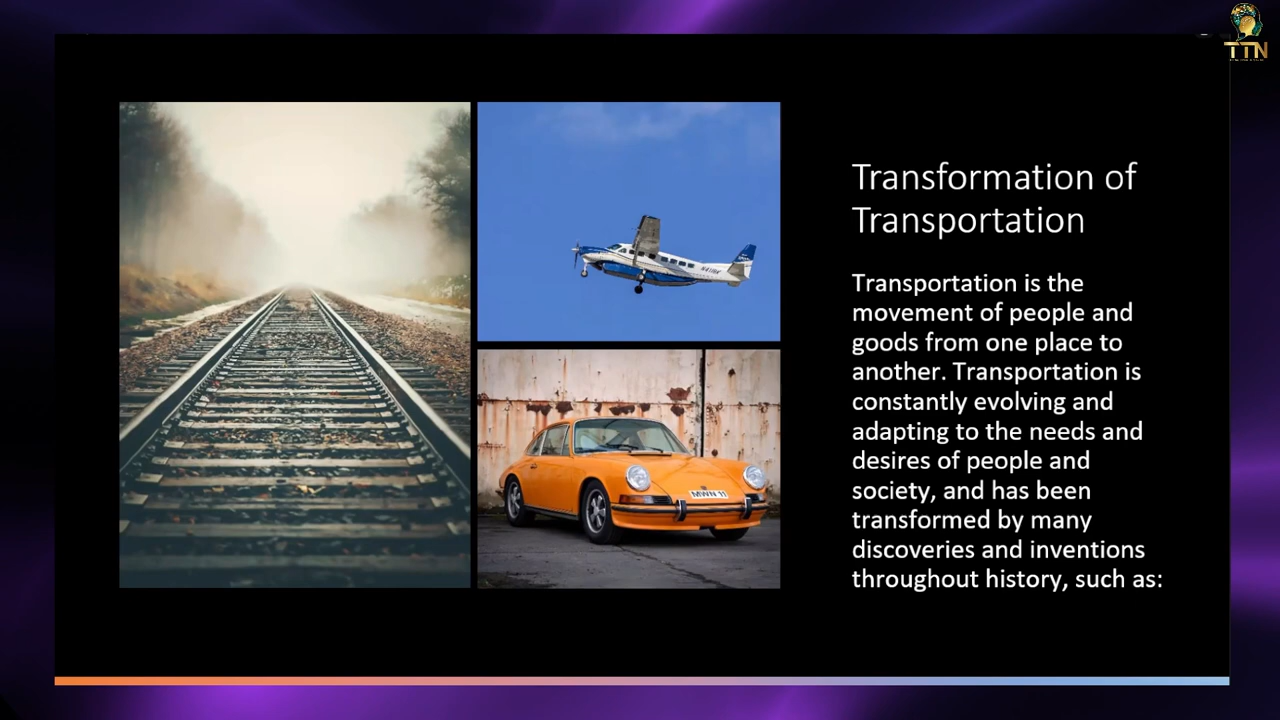 TTN
Transformation of
Transportation
Transportation is the
movement of people and
goods from one place to
another. Transportation is
constantly evolving and
adapting to the needs and
desires of people and
society, and has been
transformed by many
discoveries and inventions
throughout history, such as:
MWN 11